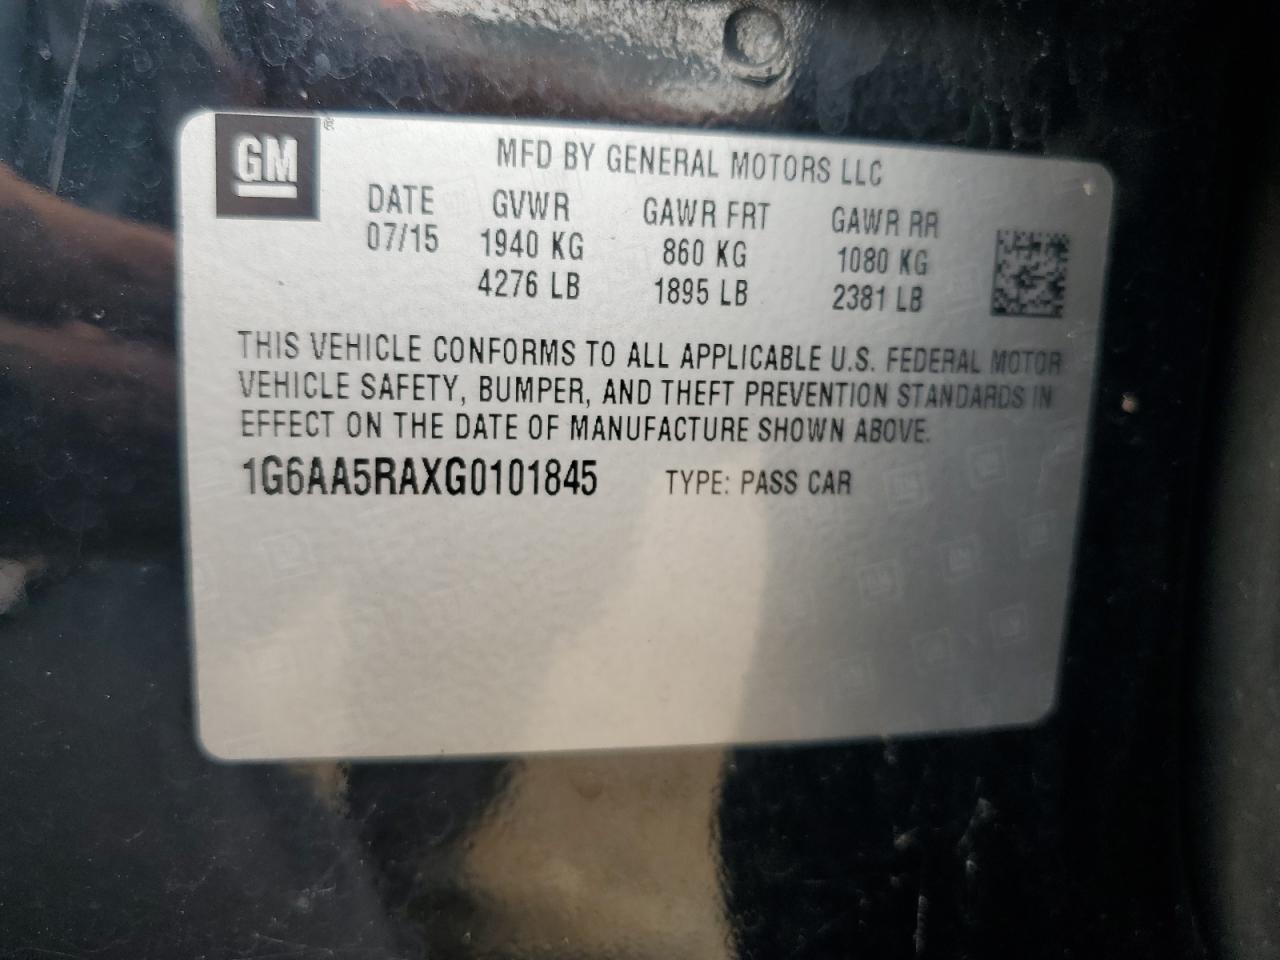 GM ®
MFD BY GENERAL MOTORS LLC
DATE GVWR GAWR FRT GAWR RR
07/15 1940 KG 860 KG 1080 KG
4276 LB 1895 LB 2381 LB
THIS VEHICLE CONFORMS TO ALL APPLICABLE U.S. FEDERAL MOTOR
VEHICLE SAFETY, BUMPER, AND THEFT PREVENTION STANDARDS IN
EFFECT ON THE DATE OF MANUFACTURE SHOWN ABOVE.
1G6AA5RAXG0101845 TYPE: PASS CAR